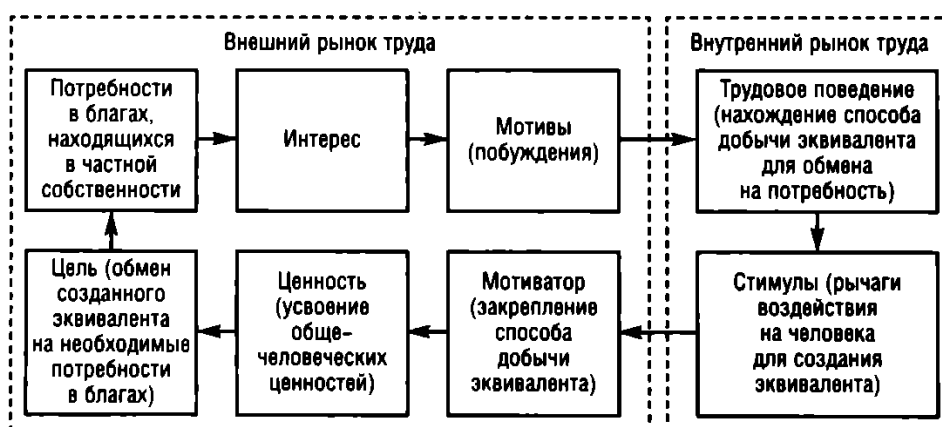 Внешний рынок труда
Внутренний рынок труда
Потребности
в благах,
находящихся
в частной
собственности
Интерес
Мотивы
(побуждения)
Трудовое поведение
(нахождение способа
добычи эквивалента
для обмена
на потребность)
Цель (обмен
созданного
эквивалента
на необходимые
потребности
в благах)
Ценность
(усвоение
обще-
человеческих
ценностей)
Мотиватор
(закрепление
способа
добычи
эквивалента)
Стимулы (рычаги
воздействия
на человека
для создания
эквивалента)